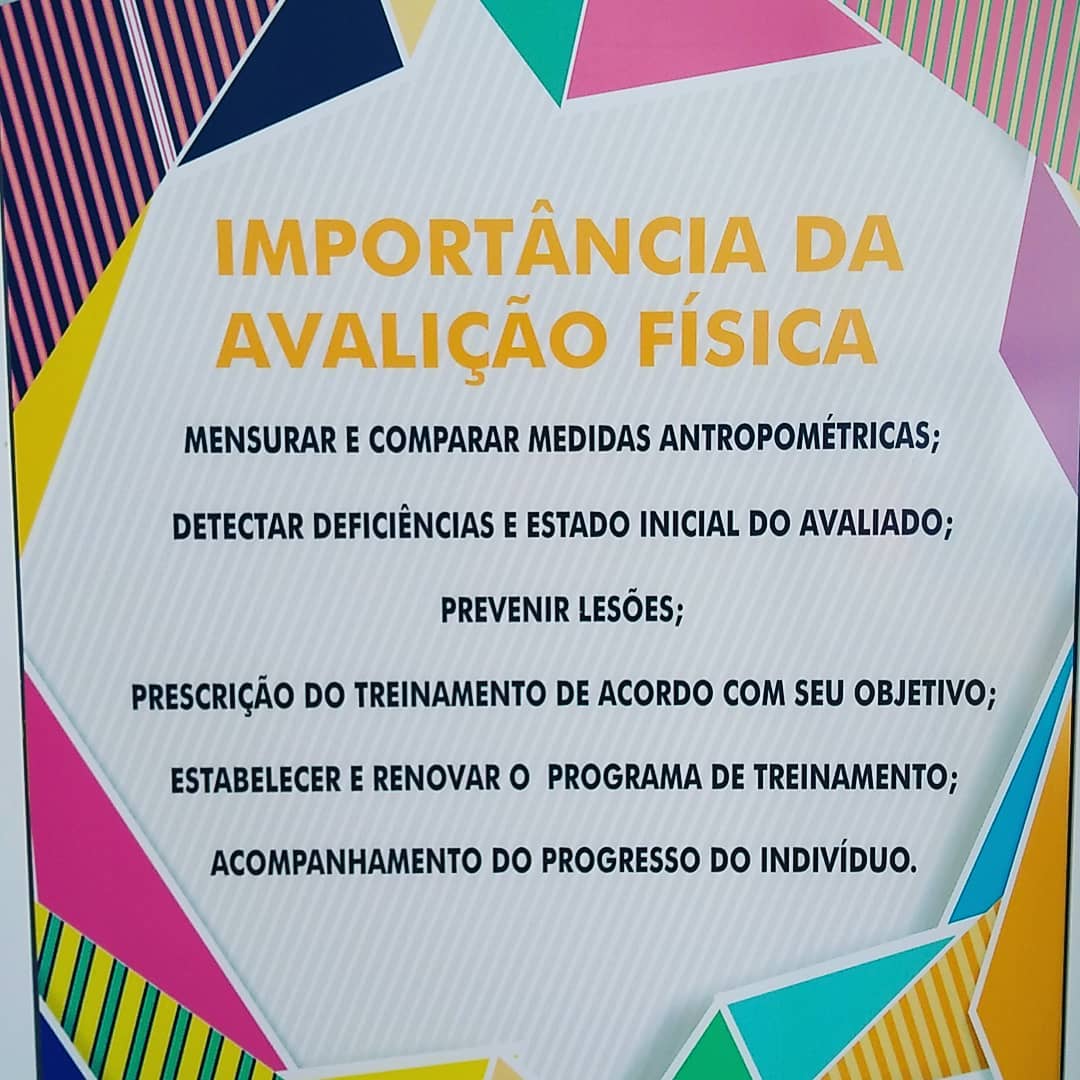 IMPORTÂNCIA DA
AVALIÇÃO FÍSICA
MENSURAR E COMPARAR MEDIDAS ANTROPOMÉTRICAS;
DETECTAR DEFICIÊNCIAS E ESTADO INICIAL DO AVALIADO;
PREVENIR LESÕES;
PRESCRIÇÃO DO TREINAMENTO DE ACORDO COM SEU OBJETIVO;
ESTABELECER E RENOVAR O PROGRAMA DE TREINAMENTO;
ACOMPANHAMENTO DO PROGRESSO DO INDIVÍDUO.